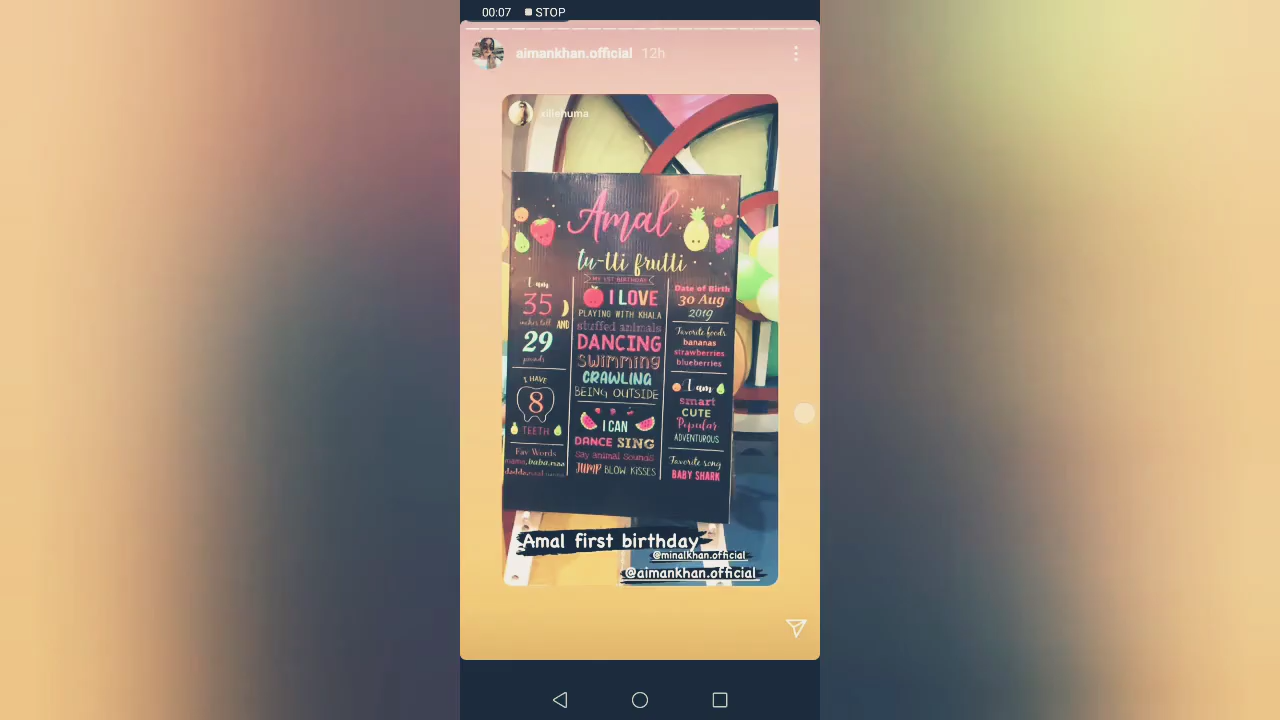 00:07 STOP
aimankhan.official 12h
Amal
tu-tti frutti
MY 1ST BIRTHDAY
I am
35
inches tall
AND
29
pounds
I HAVE
8
TEETH
Fav Words
mama, baba, maa
I LOVE
PLAYING WITH KHALA
stuffed animals
DANCING
SWIMMING
CRAWLING
BEING OUTSIDE
I CAN
DANCE SING
say animal sounds
JUMP BLOW KISSES
Date of Birth
30 Aug
2019
Favorite foods
bananas
strawberries
blueberries
I am
smart
CUTE
Popular
ADVENTUROUS
Favorite song
BABY SHARK
Amal first birthday
@minalkhan.official
@aimankhan.official